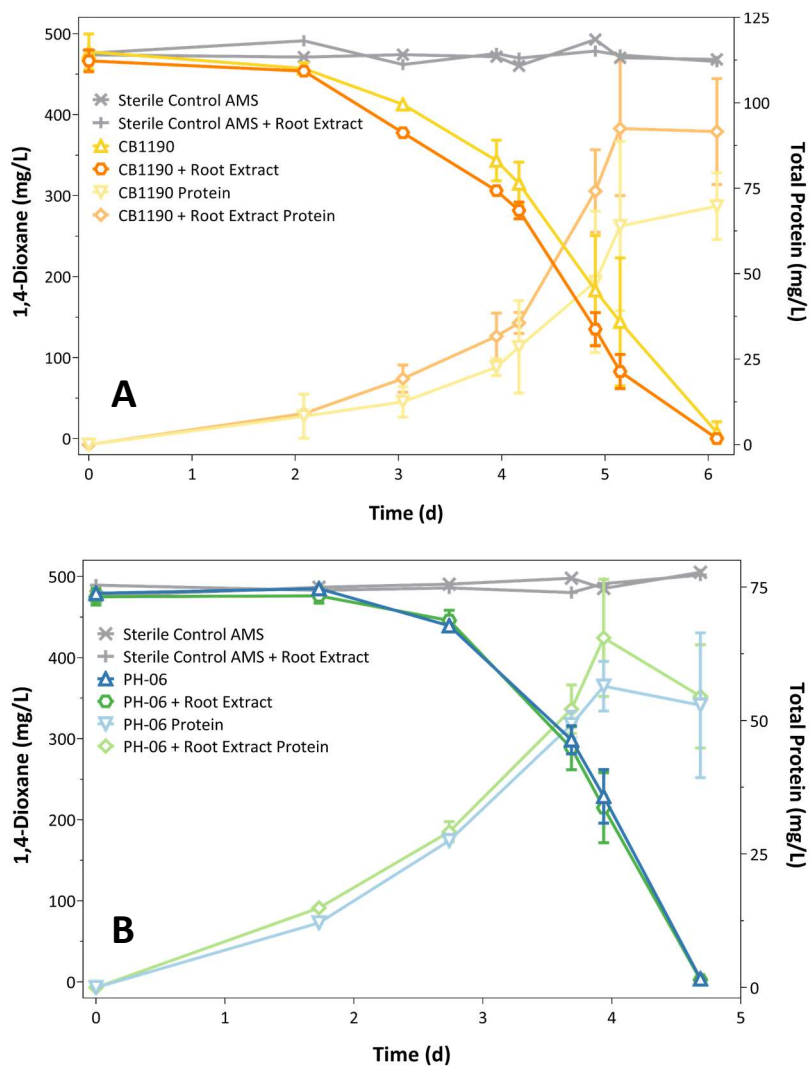 500
400
300
200
100
0
1,4-Dioxane (mg/L)
Sterile Control AMS
Sterile Control AMS + Root Extract
CB1190
CB1190 + Root Extract
CB1190 Protein
CB1190 + Root Extract Protein
A
125
100
75
50
25
0
Total Protein (mg/L)
0 1 2 3 4 5 6
Time (d)
500
400
300
200
100
0
1,4-Dioxane (mg/L)
Sterile Control AMS
Sterile Control AMS + Root Extract
PH-06
PH-06 + Root Extract
PH-06 Protein
PH-06 + Root Extract Protein
B
75
50
25
0
Total Protein (mg/L)
0 1 2 3 4 5
Time (d)